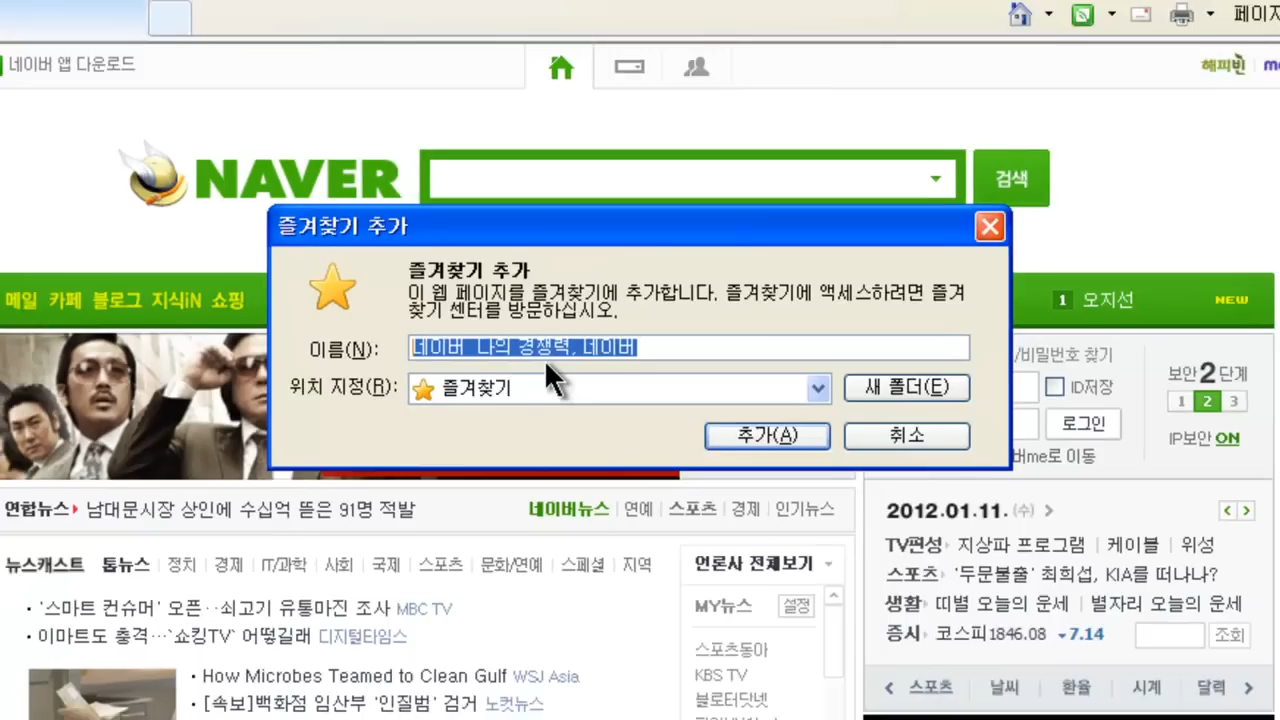 페이지
네이버 앱 다운로드
해피빈
NAVER
검색
즐겨찾기 추가
즐겨찾기 추가
이 웹 페이지를 즐겨찾기에 추가합니다. 즐겨찾기에 액세스하려면 즐겨
찾기 센터를 방문하십시오.
이름(N): 네이버 나의 경쟁력, 네이버
위치 지정(R): 즐겨찾기 새 폴더(E)
추가(A) 취소
메일 카페 블로그 지식iN 쇼핑
1 오지선 NEW
/비밀번호 찾기
ID저장
로그인
버me로 이동
보안 2 단계
1 2 3
IP보안 ON
연합뉴스 남대문시장 상인에 수십억 뜯은 91명 적발
네이버뉴스 연예 스포츠 경제 인기뉴스
뉴스캐스트 톱뉴스 정치 경제 IT/과학 사회 국제 스포츠 문화/연예 스페셜 지역
· '스마트 컨슈머' 오픈‥쇠고기 유통마진 조사 MBC TV
· 이마트도 충격…`쇼킹TV` 어떻길래 디지털타임스
· How Microbes Teamed to Clean Gulf WSJ Asia
· [속보]백화점 임산부 '인질범' 검거 노컷뉴스
언론사 전체보기
MY뉴스 설정
스포츠동아
KBS TV
블로터닷넷
2012.01.11. (수)
TV편성 지상파 프로그램 | 케이블 | 위성
스포츠 '두문불출' 최희섭, KIA를 떠나나?
생활 띠별 오늘의 운세 | 별자리 오늘의 운세
증시 코스피1846.08 7.14 조회
스포츠 날씨 환율 시계 달력